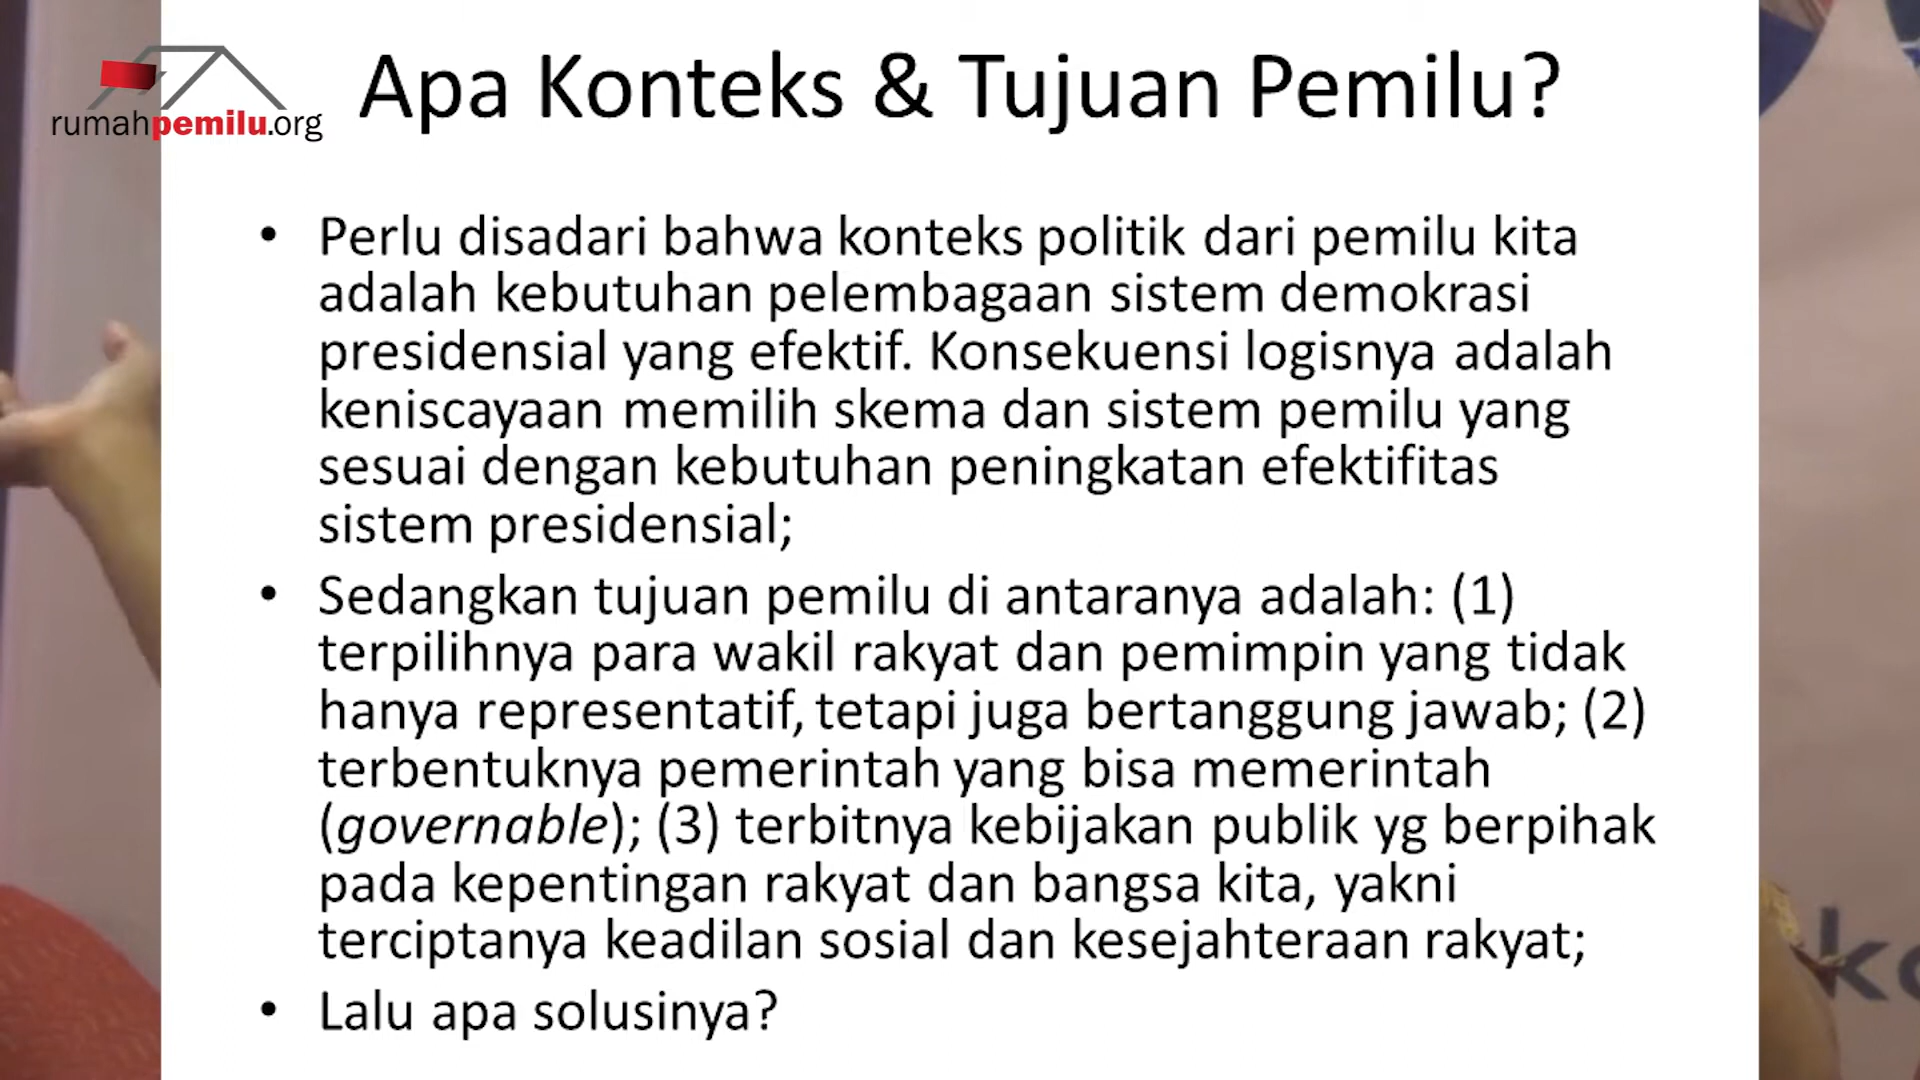 rumahpemilu.org
Apa Konteks & Tujuan Pemilu?
• Perlu disadari bahwa konteks politik dari pemilu kita
adalah kebutuhan pelembagaan sistem demokrasi
presidensial yang efektif. Konsekuensi logisnya adalah
keniscayaan memilih skema dan sistem pemilu yang
sesuai dengan kebutuhan peningkatan efektifitas
sistem presidensial;
• Sedangkan tujuan pemilu di antaranya adalah: (1)
terpilihnya para wakil rakyat dan pemimpin yang tidak
hanya representatif, tetapi juga bertanggung jawab; (2)
terbentuknya pemerintah yang bisa memerintah
(governable); (3) terbitnya kebijakan publik yg berpihak
pada kepentingan rakyat dan bangsa kita, yakni
terciptanya keadilan sosial dan kesejahteraan rakyat;
• Lalu apa solusinya?